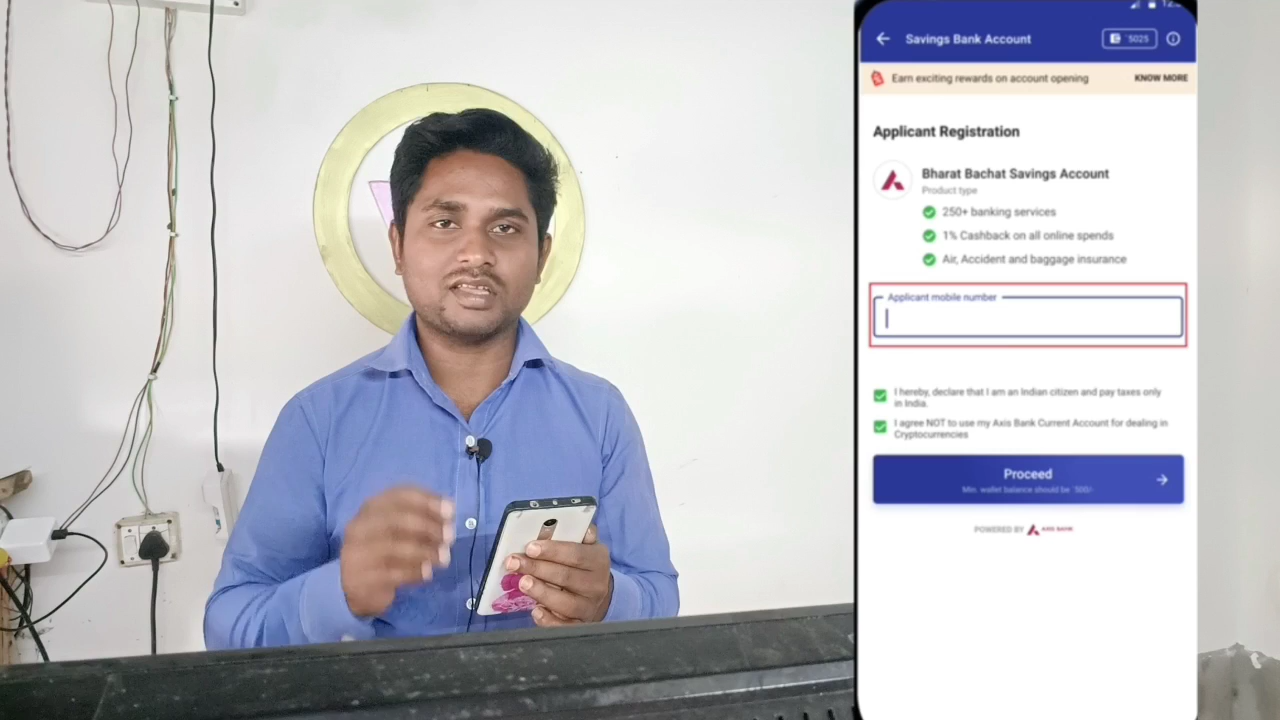 Savings Bank Account
5025
Earn exciting rewards on account opening KNOW MORE
Applicant Registration
Bharat Bachat Savings Account
Product type
250+ banking services
1% Cashback on all online spends
Air, Accident and baggage insurance
Applicant mobile number
I hereby, declare that I am an Indian citizen and pay taxes only
in India.
I agree NOT to use my Axis Bank Current Account for dealing in
Cryptocurrencies
Proceed
Min. wallet balance should be `500/-
POWERED BY AXIS BANK